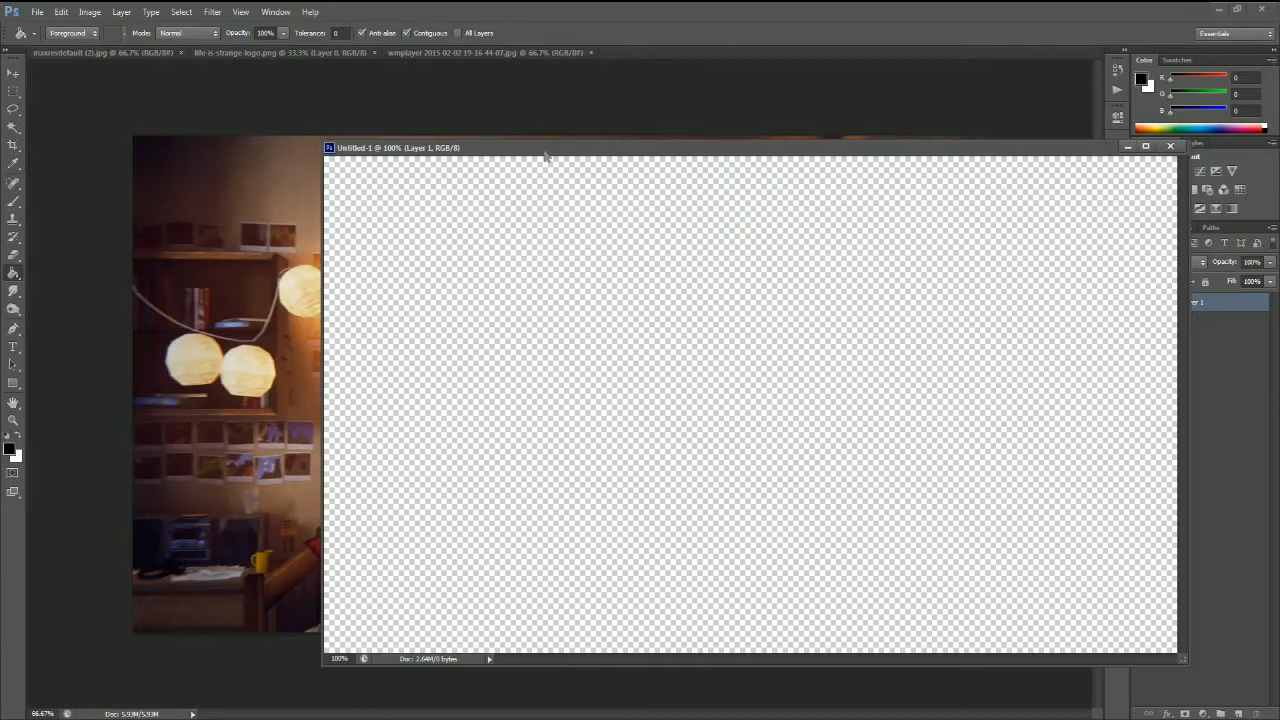 Ps File Edit Image Layer Type Select Filter View Window Help
Foreground Mode: Normal Opacity: 100% Tolerance: 0 Anti-alias Contiguous All Layers Essentials
maxresdefault (2).jpg @ 66.7% (RGB/8#) × life-is-strange-logo.png @ 33.3% (Layer 0, RGB/8) × wmplayer 2015-02-02 19-16-44-07.jpg @ 66.7% (RGB/8#) ×
Color Swatches
R 0
G 0
B 0
Ps Untitled-1 @ 100% (Layer 1, RGB/8)
yles
nt
Paths
Opacity: 100%
Fill: 100%
er 1
100% Doc: 2.64M/0 bytes
66.67% Doc: 5.93M/5.93M